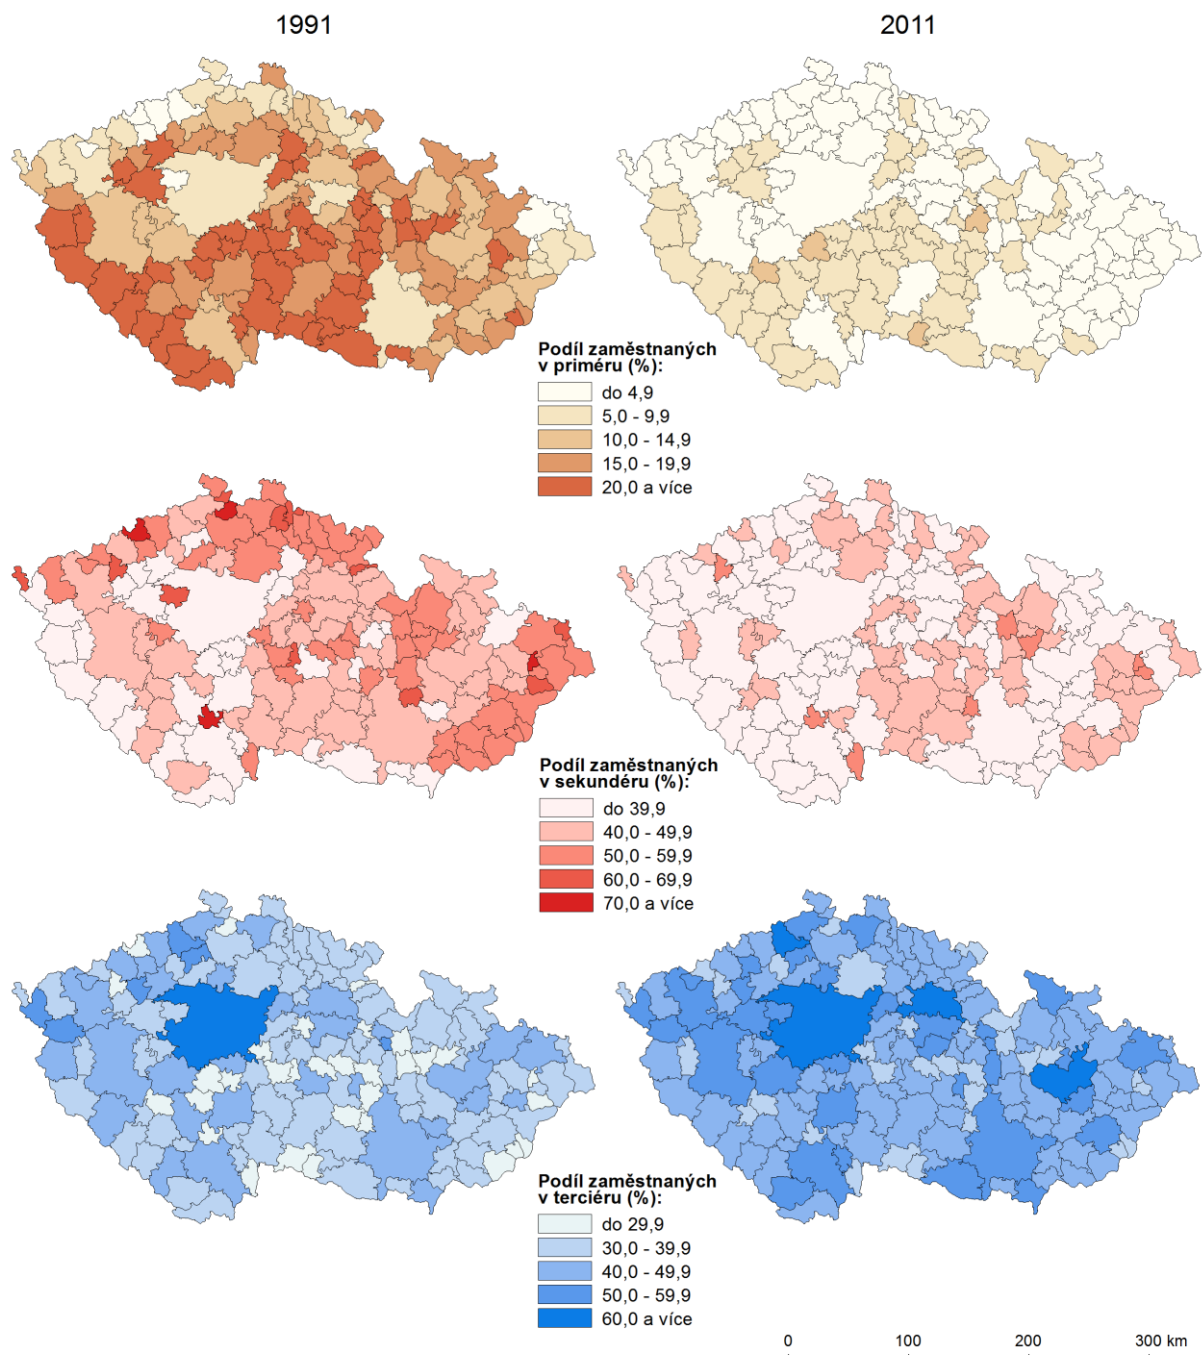 1991
2011
Podíl zaměstnaných
v priméru (%):
do 4,9
5,0 - 9,9
10,0 - 14,9
15,0 - 19,9
20,0 a více
Podíl zaměstnaných
v sekundéru (%):
do 39,9
40,0 - 49,9
50,0 - 59,9
60,0 - 69,9
70,0 a více
Podíl zaměstnaných
v terciéru (%):
do 29,9
30,0 - 39,9
40,0 - 49,9
50,0 - 59,9
60,0 a více
0 100 200 300 km